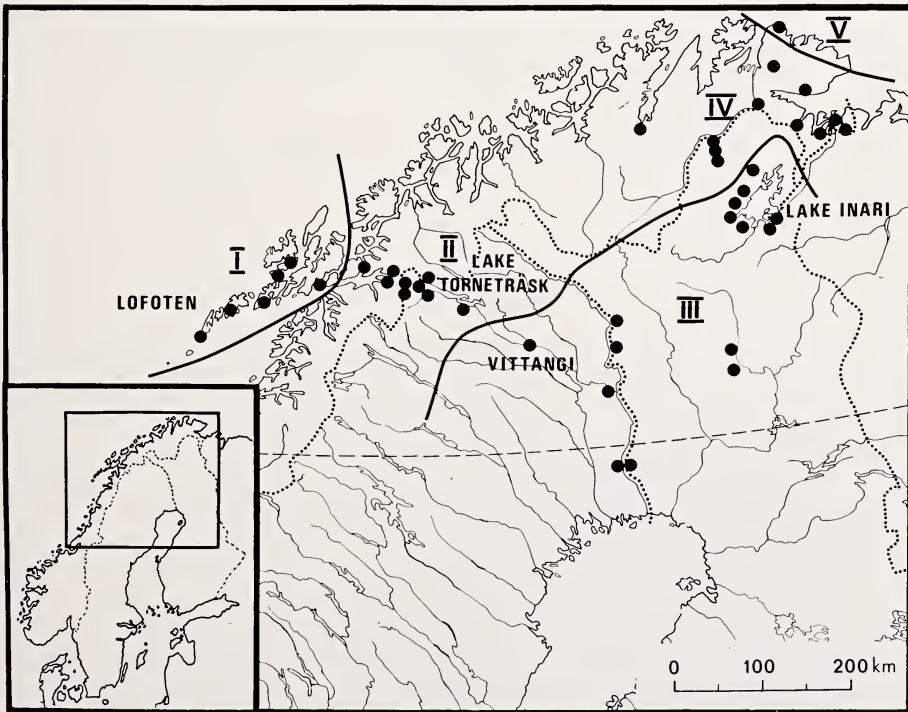 V
IV
I
II
LAKE
TORNETRÄSK
LAKE INARI
LOFOTEN
III
VITTANGI
0 100 200 km